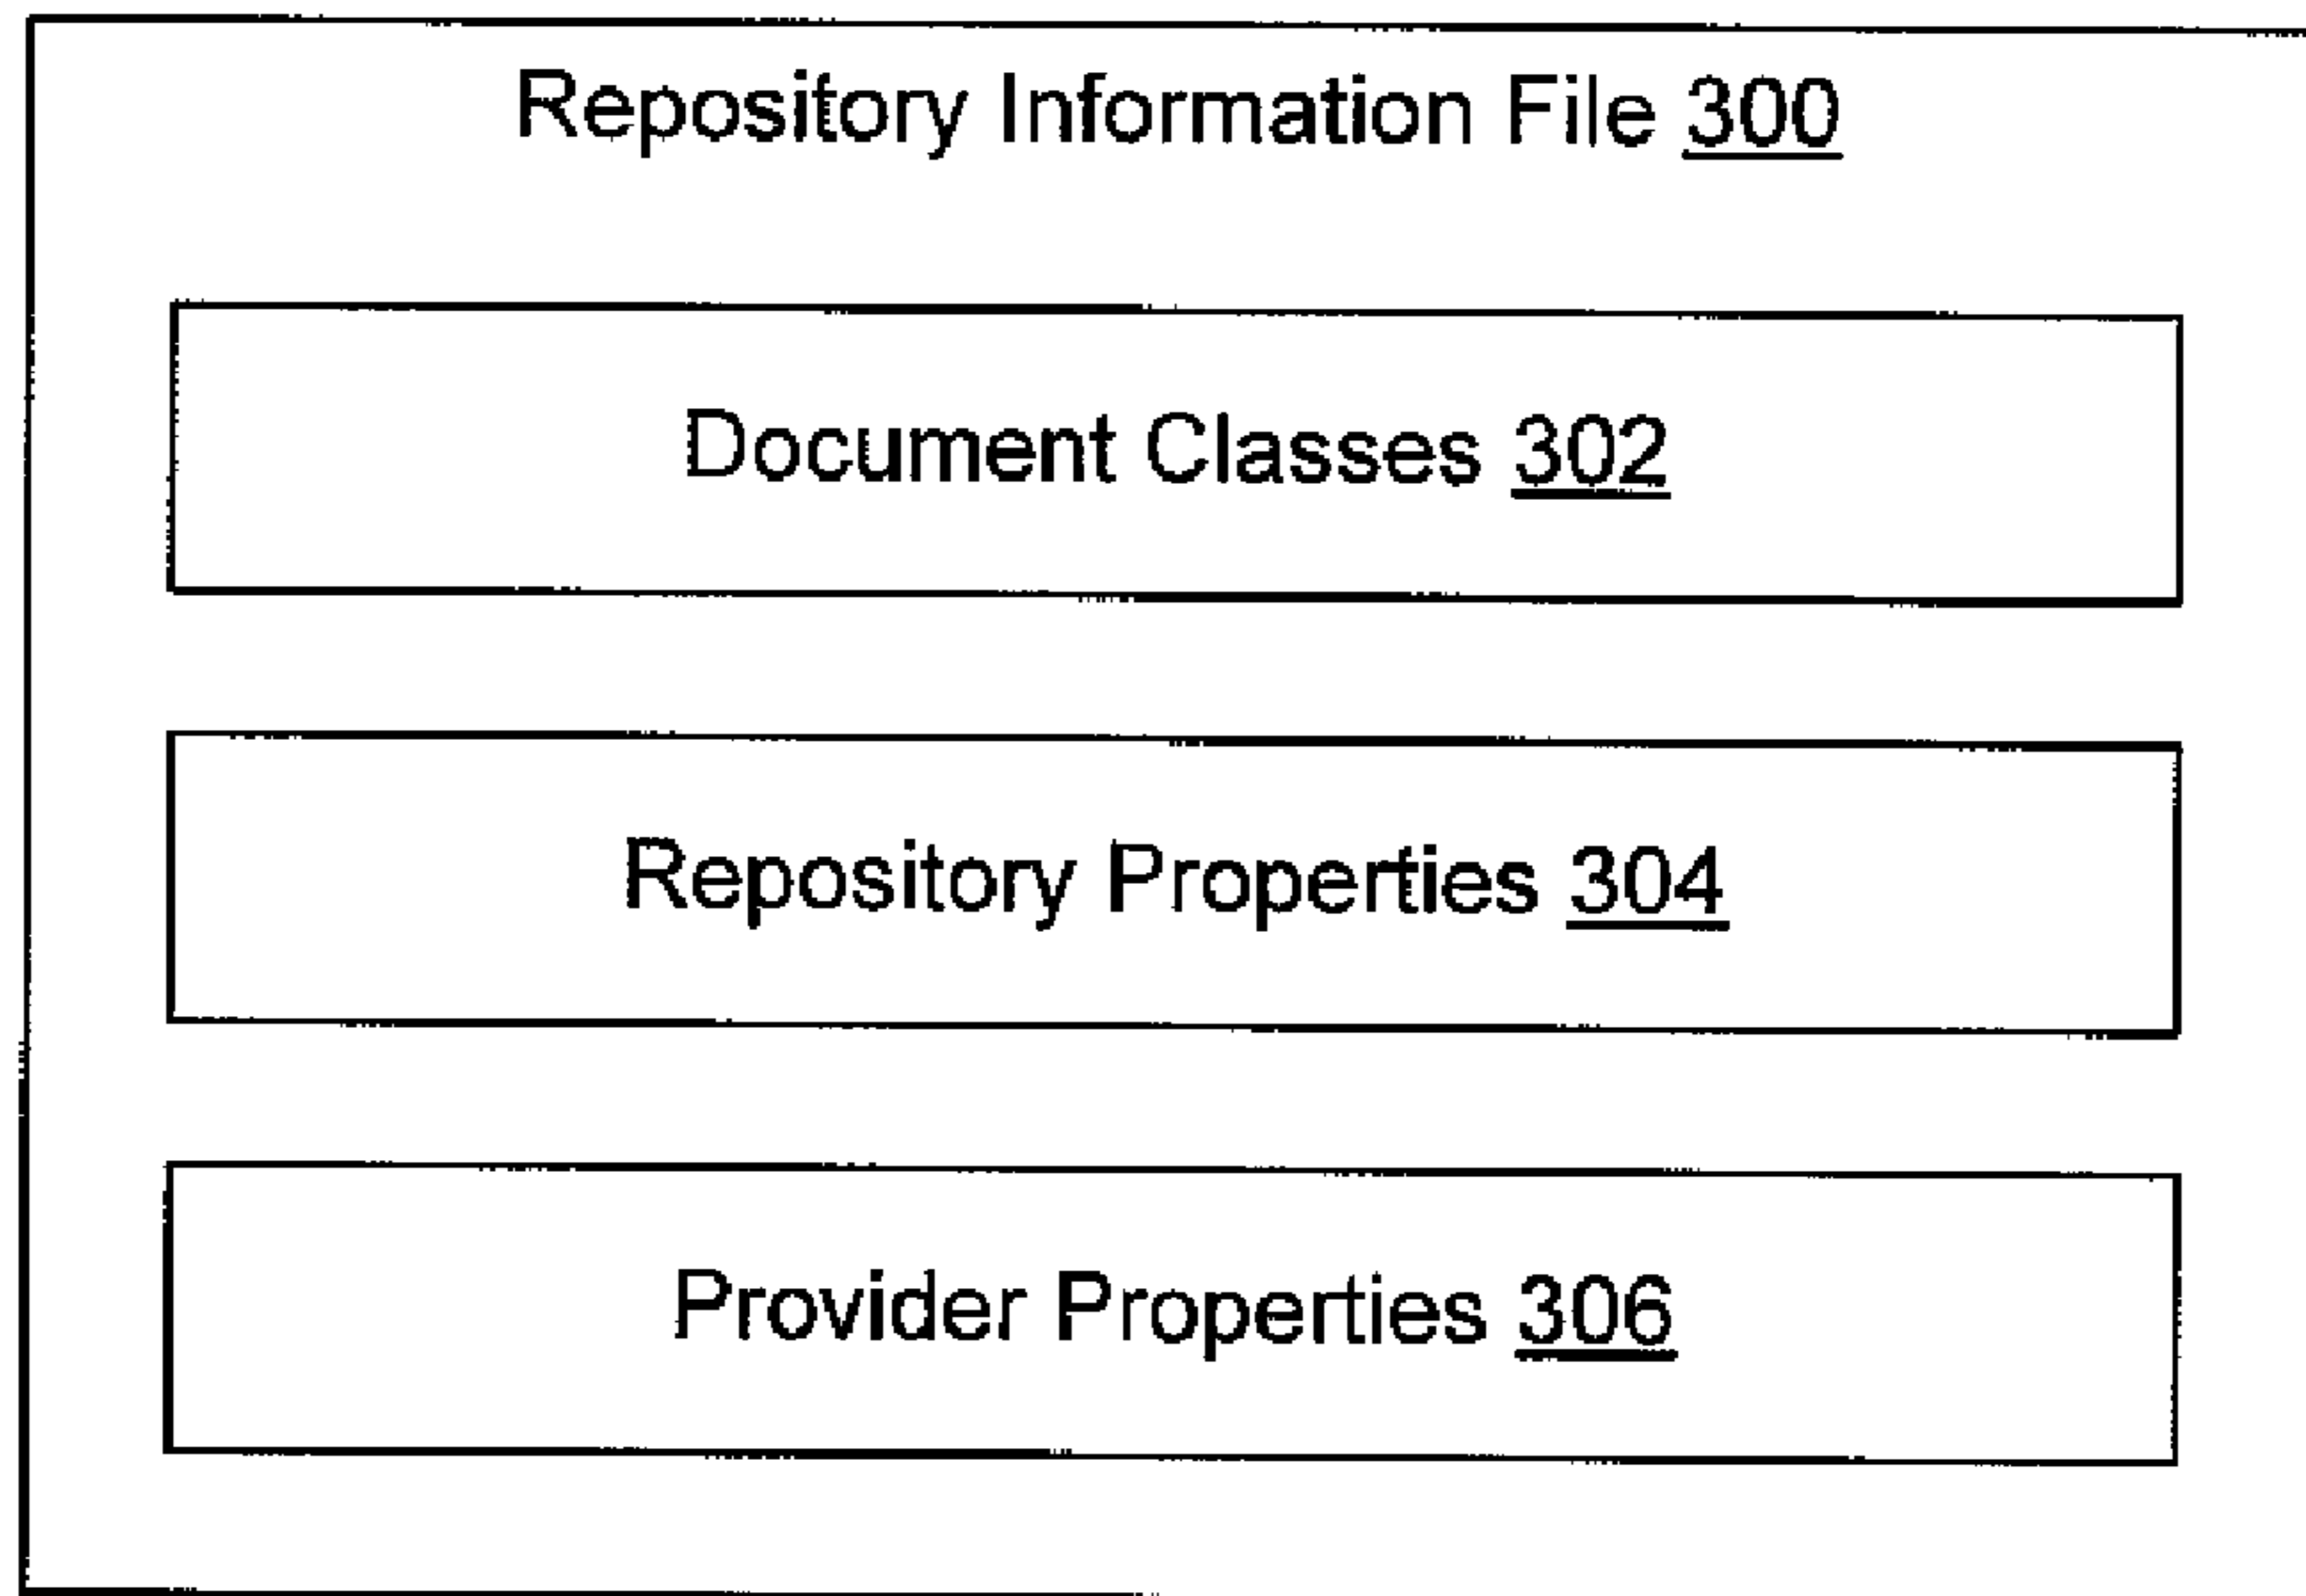 Repository Information File 300
Document Classes 302
Repository Properties 304
Provider Properties 306